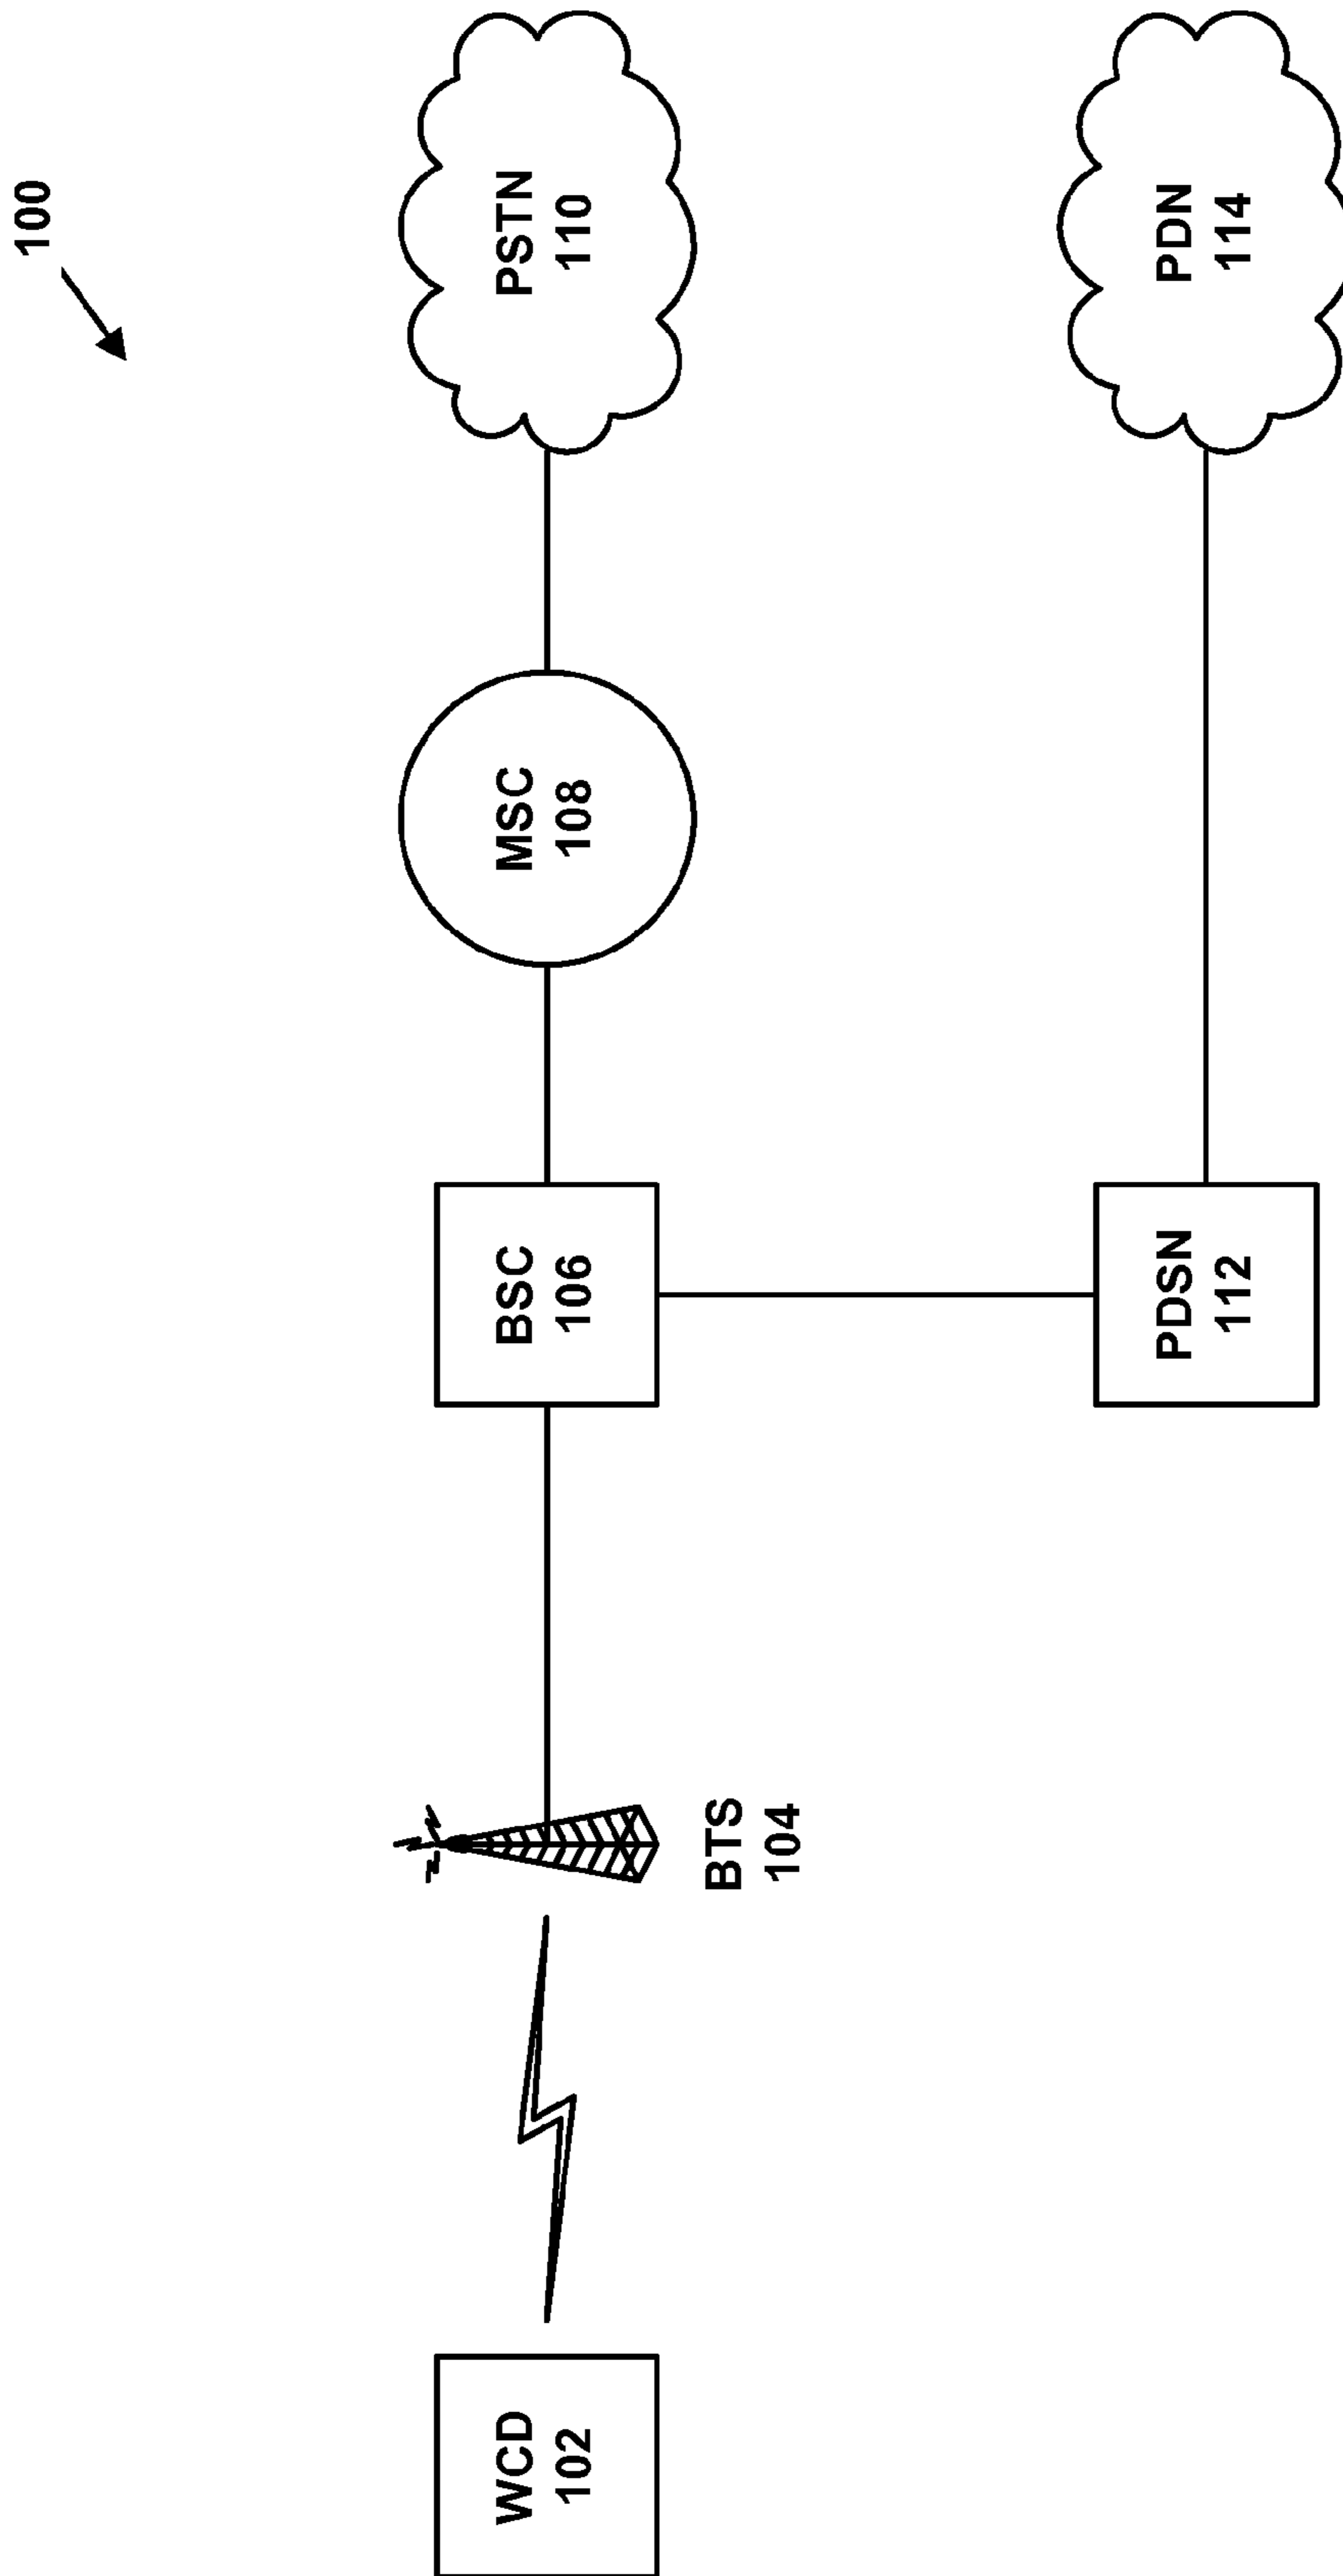 100
WCD
102
BTS
104
BSC
106
MSC
108
PSTN
110
PDSN
112
PDN
114